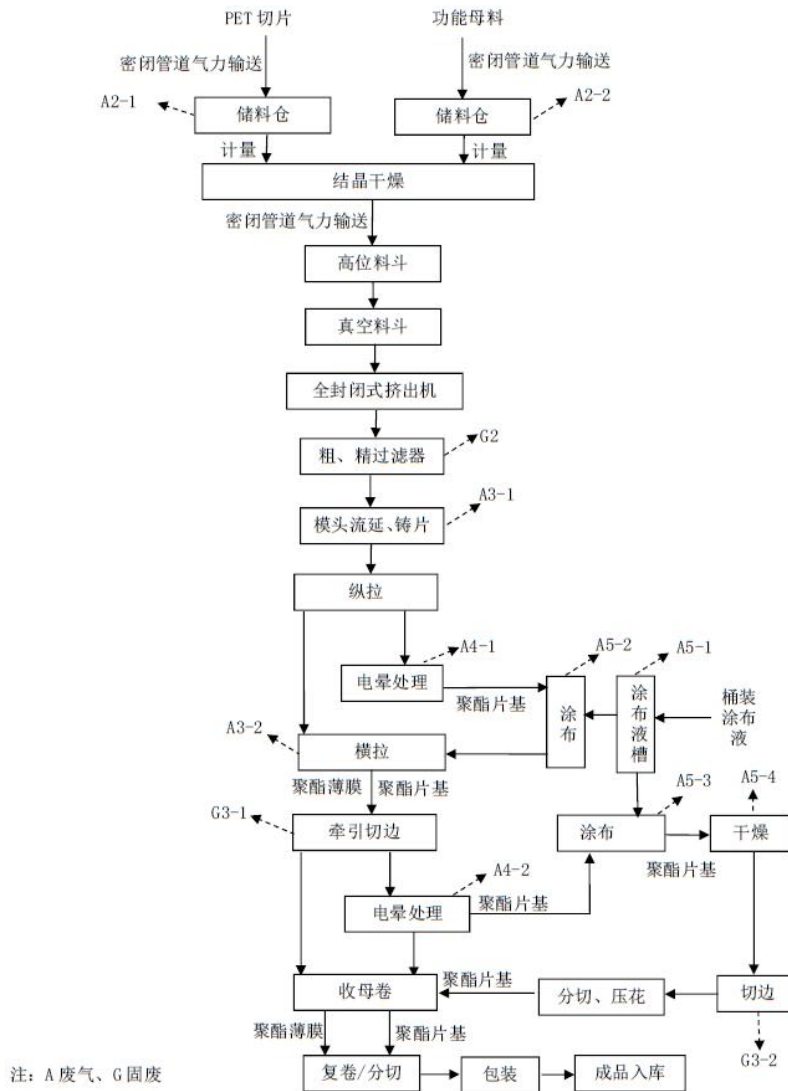 PET 切片
功能母料
密闭管道气力输送
密闭管道气力输送
A2-1
储料仓
储料仓
A2-2
计量
计量
结晶干燥
密闭管道气力输送
高位料斗
真空料斗
全封闭式挤出机
G2
粗、精过滤器
A3-1
模头流延、铸片
纵拉
A4-1
A5-2
A5-1
电晕处理
聚酯片基
涂布
涂布液槽
桶装
涂布
液
A3-2
横拉
聚酯薄膜
聚酯片基
A5-3
A5-4
G3-1
牵引切边
涂布
干燥
聚酯片基
A4-2
电晕处理
聚酯片基
聚酯片基
收母卷
分切、压花
切边
聚酯薄膜
聚酯片基
G3-2
复卷/分切
包装
成品入库
注：A 废气、G 固废